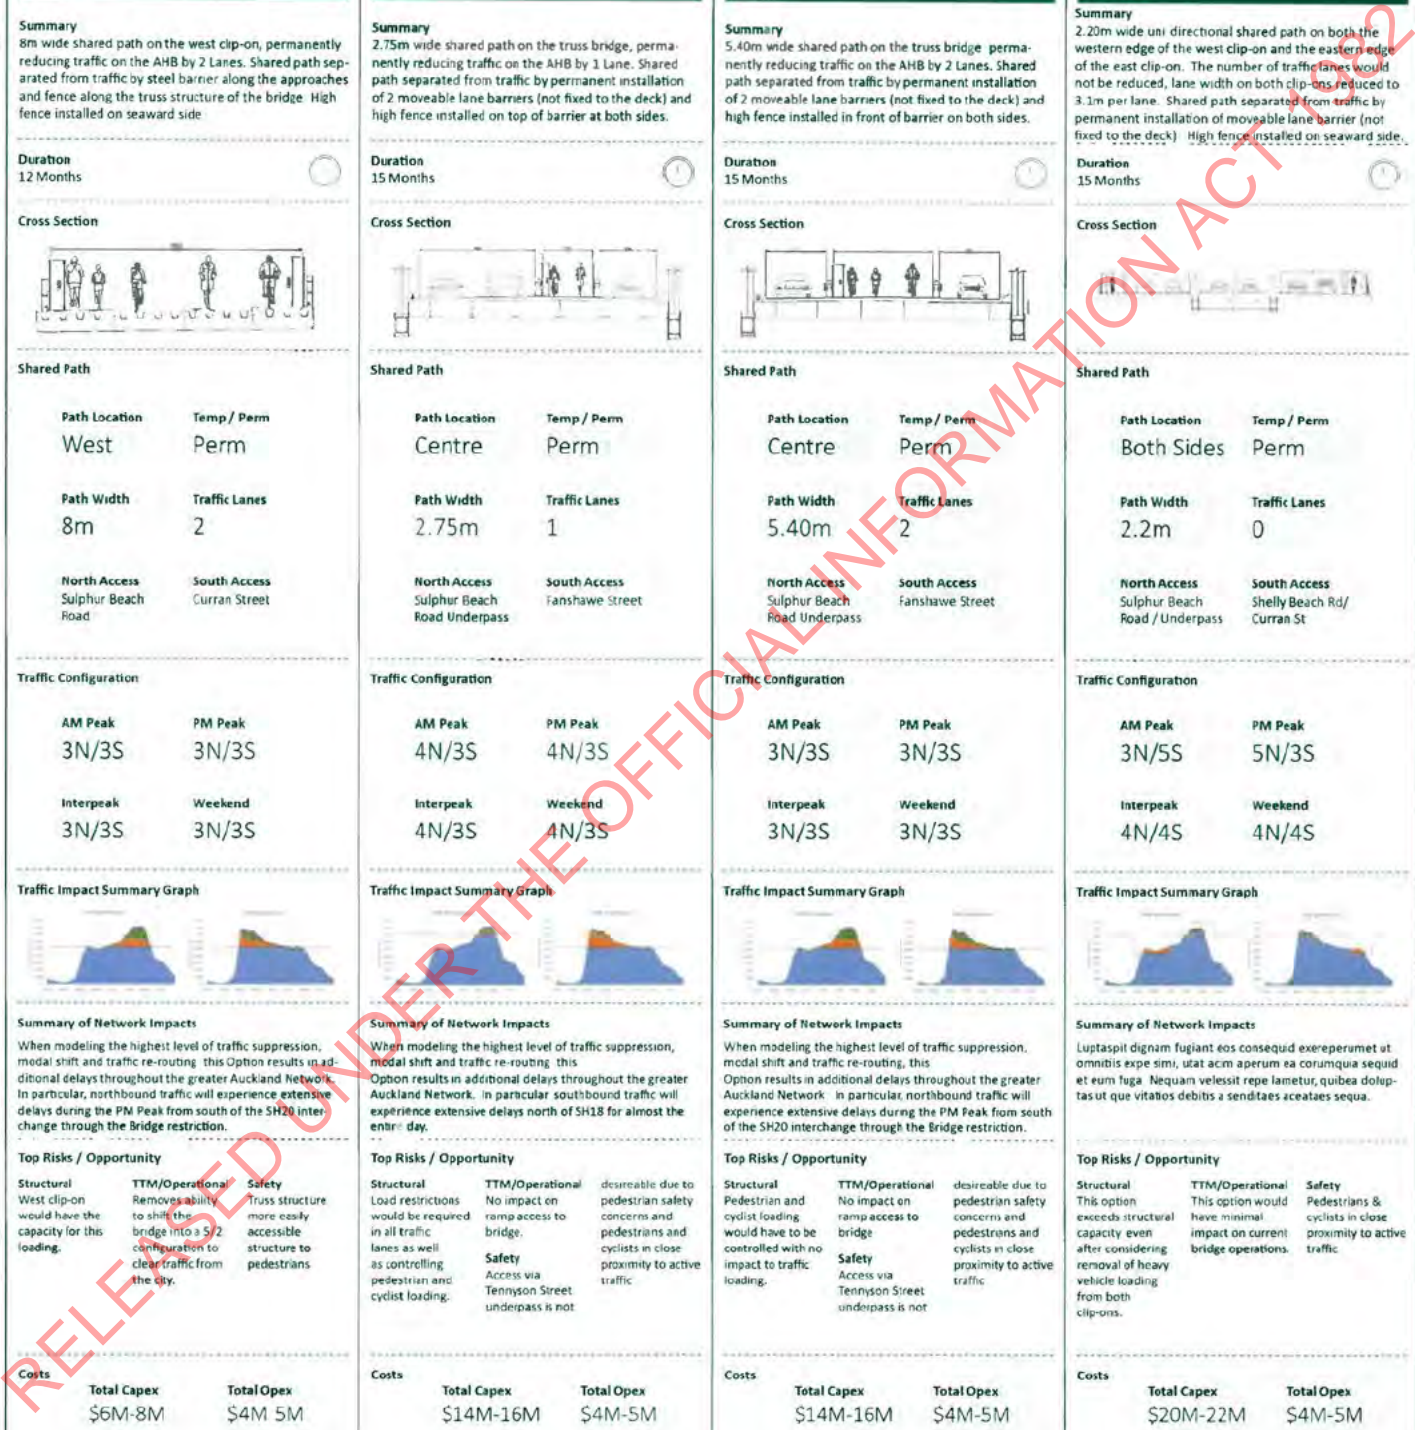 Summary
8m wide shared path on the west clip-on, permanently
reducing traffic on the AHB by 2 Lanes. Shared path sep-
arated from traffic by steel barrier along the approaches
and fence along the truss structure of the bridge High
fence installed on seaward side
Duration
12 Months
Cross Section
Shared Path
Path Location
Temp / Perm
West
Perm
Path Width
Traffic Lanes
8m
2
North Access
South Access
Sulphur Beach
Curran Street
Road
Traffic Configuration
AM Peak
PM Peak
3N/3S
3N/3S
Interpeak
Weekend
3N/3S
3N/3S
Traffic Impact Summary Graph
Summary of Network Impacts
When modeling the highest level of traffic suppression,
modal shift and traffic re-routing this Option results in ad-
ditional delays throughout the greater Auckland Network.
In particular, northbound traffic will experience extensive
delays during the PM Peak from south of the SH20 inter-
change through the Bridge restriction.
Top Risks / Opportunity
Structural
West clip-on
would have the
capacity for this
loading.
TTM/Operational
Removes ability
to shift the
bridge into a 5/2
configuration to
clear traffic from
the city.
Safety
Truss structure
more easily
accessible
structure to
pedestrians
Costs
Total Capex
Total Opex
$6M-8M
$4M 5M
Summary
2.75m wide shared path on the truss bridge, perma-
nently reducing traffic on the AHB by 1 Lane. Shared
path separated from traffic by permanent installation
of 2 moveable lane barriers (not fixed to the deck) and
high fence installed on top of barrier at both sides.
Duration
15 Months
Cross Section
Shared Path
Path Location
Temp / Perm
Centre
Perm
Path Width
Traffic Lanes
2.75m
1
North Access
South Access
Sulphur Beach
Fanshawe Street
Road Underpass
Traffic Configuration
AM Peak
PM Peak
4N/3S
4N/3S
Interpeak
Weekend
4N/3S
4N/3S
Traffic Impact Summary Graph
Summary of Network Impacts
When modeling the highest level of traffic suppression,
modal shift and traffic re-routing this
Option results in additional delays throughout the greater
Auckland Network. In particular southbound traffic will
experience extensive delays north of SH18 for almost the
entire day.
Top Risks / Opportunity
Structural
Load restrictions
would be required
in all traffic
lanes as well
as controlling
pedestrian and
cyclist loading.
TTM/Operational
No impact on
ramp access to
bridge.
Safety
Access via
Tennyson Street
underpass is not
desireable due to
pedestrian safety
concerns and
pedestrians and
cyclists in close
proximity to active
traffic
Costs
Total Capex
Total Opex
$14M-16M
$4M-5M
Summary
5.40m wide shared path on the truss bridge perma-
nently reducing traffic on the AHB by 2 Lanes. Shared
path separated from traffic by permanent installation
of 2 moveable lane barriers (not fixed to the deck) and
high fence installed in front of barrier on both sides.
Duration
15 Months
Cross Section
Shared Path
Path Location
Temp / Perm
Centre
Perm
Path Width
Traffic Lanes
5.40m
2
North Access
South Access
Sulphur Beach
Fanshawe Street
Road Underpass
Traffic Configuration
AM Peak
PM Peak
3N/3S
3N/3S
Interpeak
Weekend
3N/3S
3N/3S
Traffic Impact Summary Graph
Summary of Network Impacts
When modeling the highest level of traffic suppression,
modal shift and traffic re-routing, this
Option results in additional delays throughout the greater
Auckland Network In particular, northbound traffic will
experience extensive delays during the PM Peak from south
of the SH20 interchange through the Bridge restriction.
Top Risks / Opportunity
Structural
Pedestrian and
cyclist loading
would have to be
controlled with no
impact to traffic
loading.
TTM/Operational
No impact on
ramp access to
bridge
Safety
Access via
Tennyson Street
underpass is not
desireable due to
pedestrian safety
concerns and
pedestrians and
cyclists in close
proximity to active
traffic
Costs
Total Capex
Total Opex
$14M-16M
$4M-5M
Summary
2.20m wide uni directional shared path on both the
western edge of the west clip-on and the eastern edge
of the east clip-on. The number of traffic lanes would
not be reduced, lane width on both clip-ons reduced to
3.1m per lane. Shared path separated from traffic by
permanent installation of moveable lane barrier (not
fixed to the deck) High fence installed on seaward side.
Duration
15 Months
Cross Section
Shared Path
Path Location
Temp / Perm
Both Sides
Perm
Path Width
Traffic Lanes
2.2m
0
North Access
South Access
Sulphur Beach
Shelly Beach Rd/
Road / Underpass
Curran St
Traffic Configuration
AM Peak
PM Peak
3N/5S
5N/3S
Interpeak
Weekend
4N/4S
4N/4S
Traffic Impact Summary Graph
Summary of Network Impacts
Luptaspit dignam fugiant eos consequid exereperumet ut
omnibis expe simi, utat acim aperum ea corumquia sequid
et eum fuga Nequam velessit repe lametur, quibea dolup-
tas ut que vitatios debitis a senditaes aceataes sequa.
Top Risks / Opportunity
Structural
This option
exceeds structural
capacity even
after considering
removal of heavy
vehicle loading
from both
clip-ons.
TTM/Operational
This option would
have minimal
impact on current
bridge operations.
Safety
Pedestrians &
cyclists in close
proximity to active
traffic
Costs
Total Capex
Total Opex
$20M-22M
$4M-5M
RELEASED UNDER THE OFFICIAL INFORMATION ACT 1982